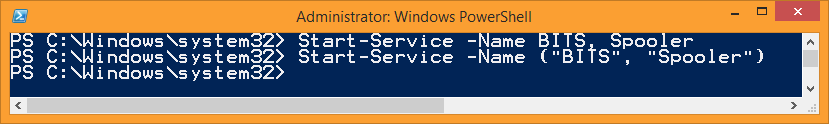 Administrator: Windows PowerShell
PS C:\Windows\system32> Start-Service -Name BITS, Spooler
PS C:\Windows\system32> Start-Service -Name ("BITS", "Spooler")
PS C:\Windows\system32>